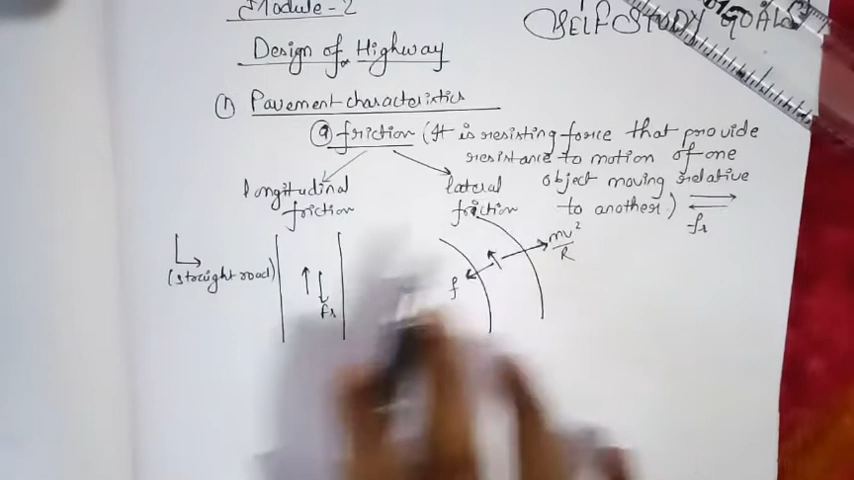 Module-2
SELF STUDY GOALS
Design of Highway
① Pavement characteristics
ⓐ friction (It is resisting force that provide
resistance to motion of one
object moving relative
to another.)
fr
longitudinal
friction
lateral
friction
(straight road)
fr
f
mv²
R